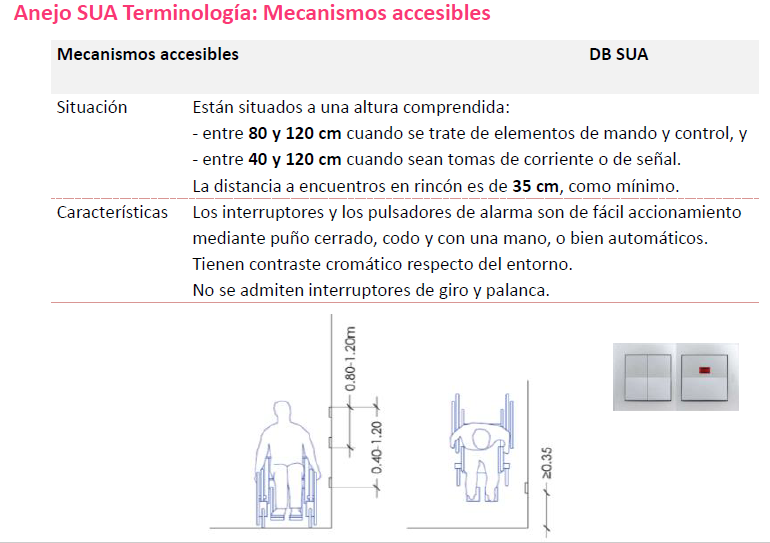 Anejo SUA Terminología: Mecanismos accesibles
Mecanismos accesibles DB SUA
Situación Están situados a una altura comprendida:
- entre 80 y 120 cm cuando se trate de elementos de mando y control, y
- entre 40 y 120 cm cuando sean tomas de corriente o de señal.
La distancia a encuentros en rincón es de 35 cm, como mínimo.
Características Los interruptores y los pulsadores de alarma son de fácil accionamiento
mediante puño cerrado, codo y con una mano, o bien automáticos.
Tienen contraste cromático respecto del entorno.
No se admiten interruptores de giro y palanca.
0.80-1.20m
0.40-1.20
≥0.35